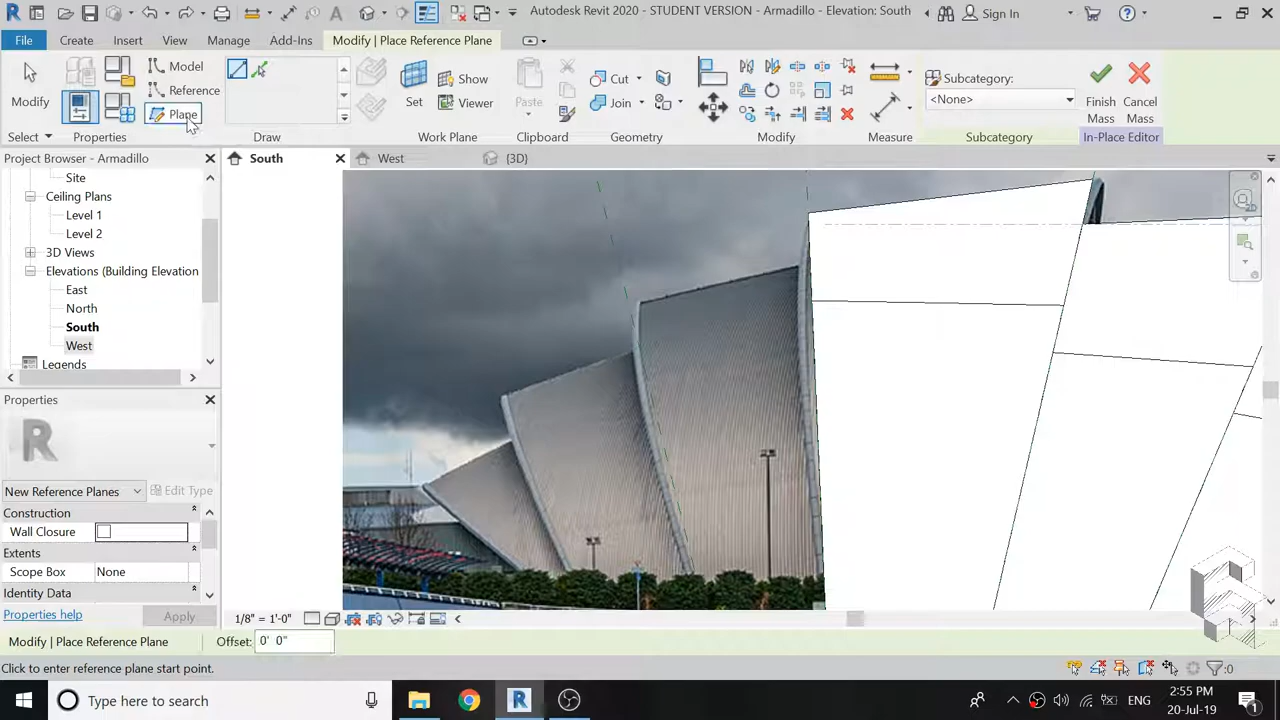 Autodesk Revit 2020 - STUDENT VERSION - Armadillo - Elevation: South
Sign In
File Create Insert View Manage Add-Ins Modify | Place Reference Plane
Modify
Model
Reference
Plane
Set
Show
Viewer
Paste
Cut
Join
Subcategory:
<None>
Finish Mass
Cancel Mass
Select Properties Draw Work Plane Clipboard Geometry Modify Measure Subcategory In-Place Editor
Project Browser - Armadillo
South
West
{3D}
Site
Ceiling Plans
Level 1
Level 2
3D Views
Elevations (Building Elevation
East
North
South
West
Legends
Properties
New Reference Planes
Edit Type
Construction
Wall Closure
Extents
Scope Box None
Identity Data
Properties help
Apply
1/8" = 1'-0"
Modify | Place Reference Plane
Offset: 0' 0"
Click to enter reference plane start point.
:0
Type here to search
ENG
2:55 PM
20-Jul-19
1